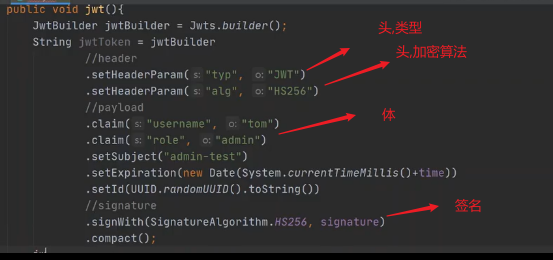 public void jwt(){
JwtBuilder jwtBuilder = Jwts.builder();
String jwtToken = jwtBuilder
头,类型
//header
.setHeaderParam( s: "typ", o: "JWT")
头,加密算法
.setHeaderParam( s: "alg", o: "HS256")
//payload
.claim( s: "username", o: "tom")
体
.claim( s: "role", o: "admin")
.setSubject("admin-test")
.setExpiration(new Date(System.currentTimeMillis()+time))
.setId(UUID.randomUUID().toString())
//signature
.signWith(SignatureAlgorithm.HS256, signature)
签名
.compact();